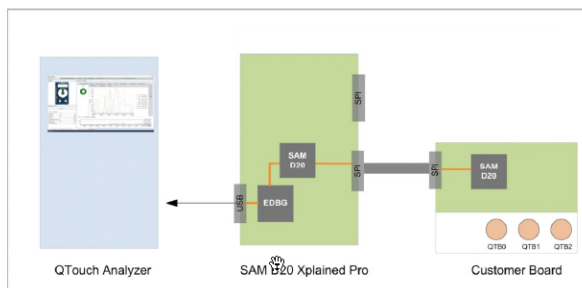 SPI
SAM
D20
SPI
SPI
SAM
D20
USB
EDBG
QTB0 QTB1 QTB2
QTouch Analyzer
SAM D20 Xplained Pro
Customer Board